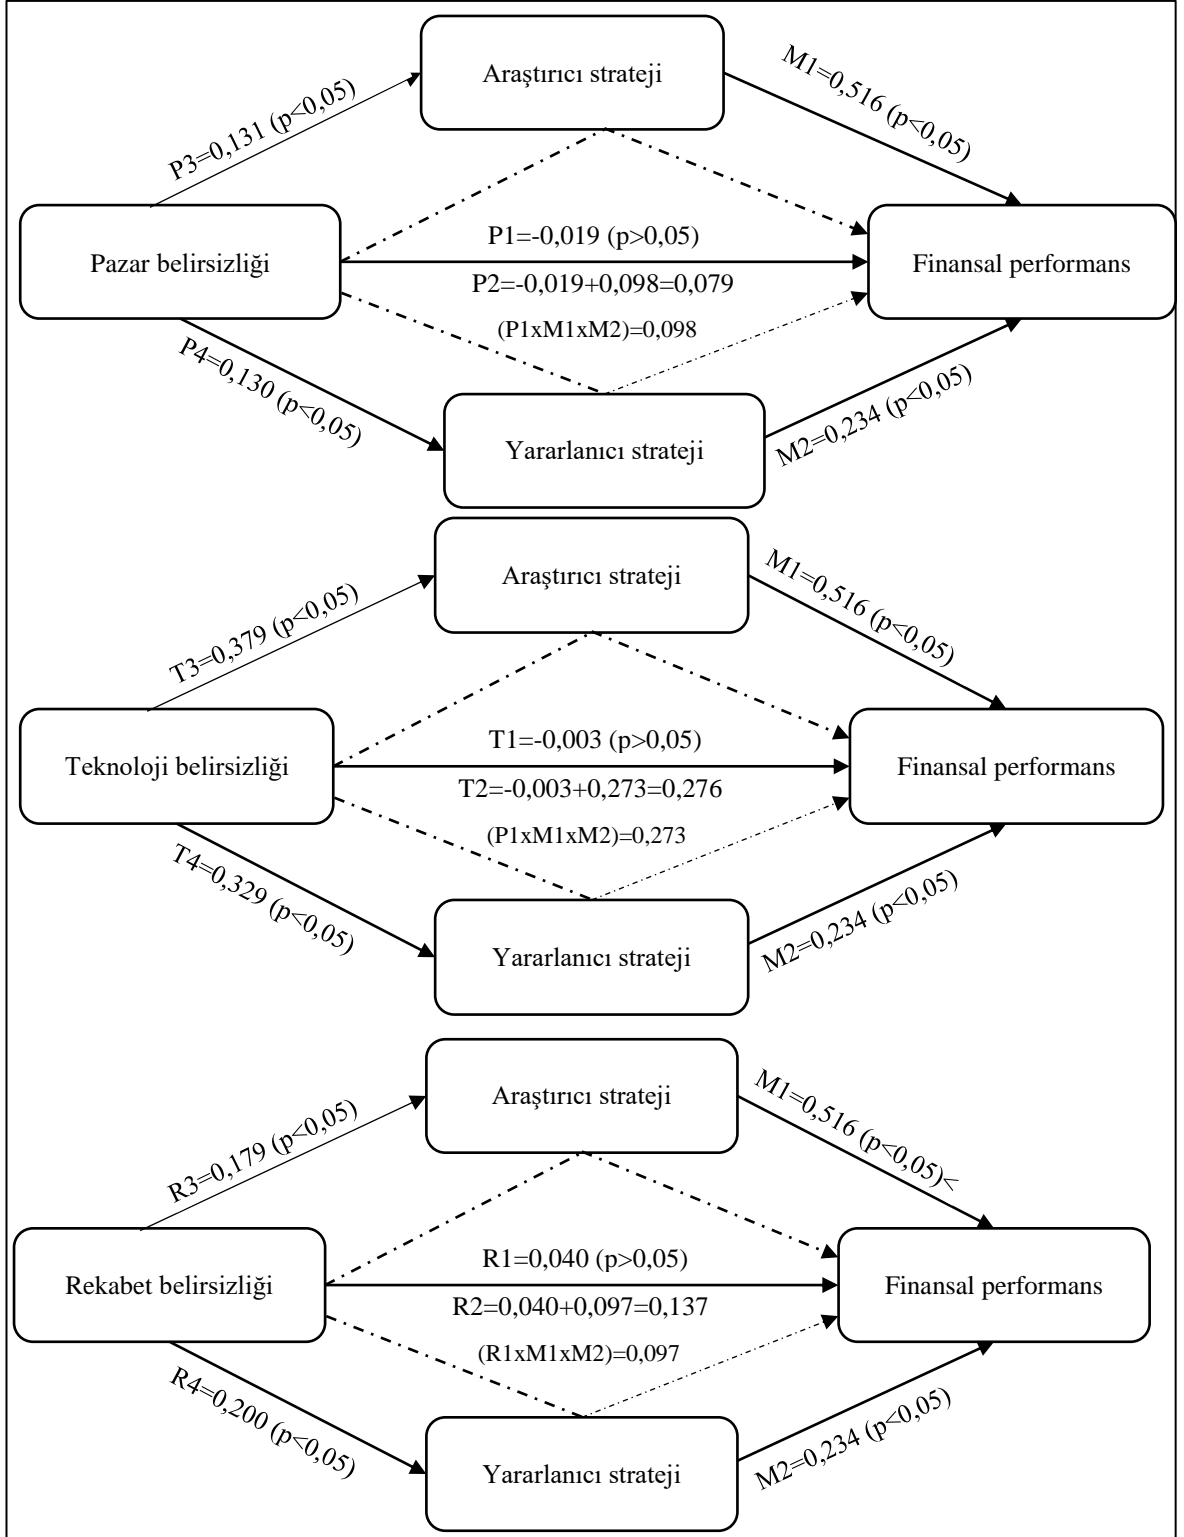 Araştırıcı strateji
M1=0,516 (p<0,05)
P3=0,131 (p<0,05)
Pazar belirsizliği
P1=-0,019 (p>0,05)
P2=-0,019+0,098=0,079
(P1xM1xM2)=0,098
Finansal performans
P4=0,130 (p<0,05)
Yararlanıcı strateji
M2=0,234 (p<0,05)
Araştırıcı strateji
M1=0,516 (p<0,05)
T3=0,379 (p<0,05)
Teknoloji belirsizliği
T1=-0,003 (p>0,05)
T2=-0,003+0,273=0,276
(P1xM1xM2)=0,273
Finansal performans
T4=0,329 (p<0,05)
Yararlanıcı strateji
M2=0,234 (p<0,05)
Araştırıcı strateji
M1=0,516 (p<0,05)<
R3=0,179 (p<0,05)
Rekabet belirsizliği
R1=0,040 (p>0,05)
R2=0,040+0,097=0,137
(R1xM1xM2)=0,097
Finansal performans
R4=0,200 (p<0,05)
Yararlanıcı strateji
M2=0,234 (p<0,05)